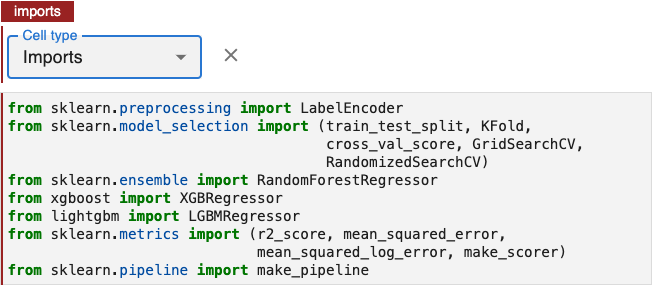 imports
Cell type
Imports
from sklearn.preprocessing import LabelEncoder
from sklearn.model_selection import (train_test_split, KFold,
                                     cross_val_score, GridSearchCV,
                                     RandomizedSearchCV)
from sklearn.ensemble import RandomForestRegressor
from xgboost import XGBRegressor
from lightgbm import LGBMRegressor
from sklearn.metrics import (r2_score, mean_squared_error,
                             mean_squared_log_error, make_scorer)
from sklearn.pipeline import make_pipeline